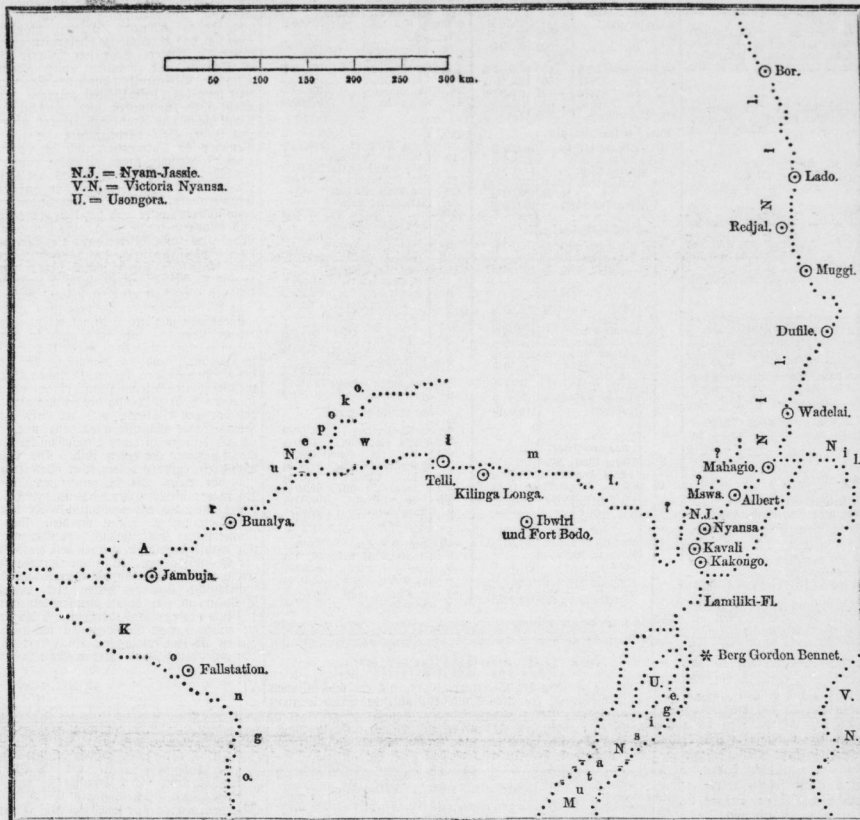 50 100 150 200 250 300 km.
N.J. = Nyam-Jassie.
V.N. = Victoria Nyansa.
U. = Usongora.
Bor.
Lado.
Redjal.
Muggi.
Dufile.
Wadelai.
N i l.
N i l.
N i l.
Mahagio.
Mswa.
Albert
N.J.
Nyansa
Kavali
Kakongo.
Lamiliki-Fl.
? ? ?
N e p o k o.
A r u w i m i.
Telli.
Kilinga Longa.
Ibwiri
und Fort Bodo.
Bunalya.
Jambuja.
K o n g o.
Fallstation.
Berg Gordon Bennet.
U.
M u t a N s i g e.
V. N.